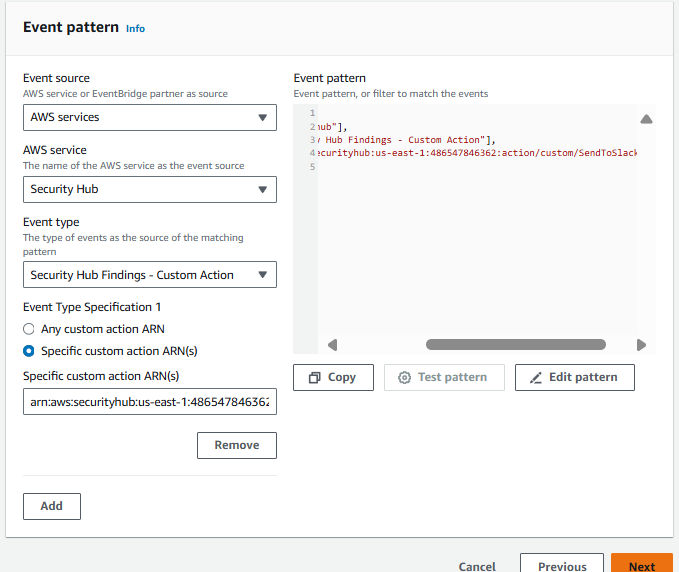 Event pattern Info
Event source
AWS service or EventBridge partner as source
AWS services
AWS service
The name of the AWS service as the event source
Security Hub
Event type
The type of events as the source of the matching
pattern
Security Hub Findings - Custom Action
Event Type Specification 1
Any custom action ARN
Specific custom action ARN(s)
Specific custom action ARN(s)
arn:aws:securityhub:us-east-1:486547846362
Remove
Add
Event pattern
Event pattern, or filter to match the events
1
2 hub"],
3 y Hub Findings - Custom Action"],
4 ecurityhub:us-east-1:486547846362:action/custom/SendToSlack
5
Copy
Test pattern
Edit pattern
Cancel
Previous
Next